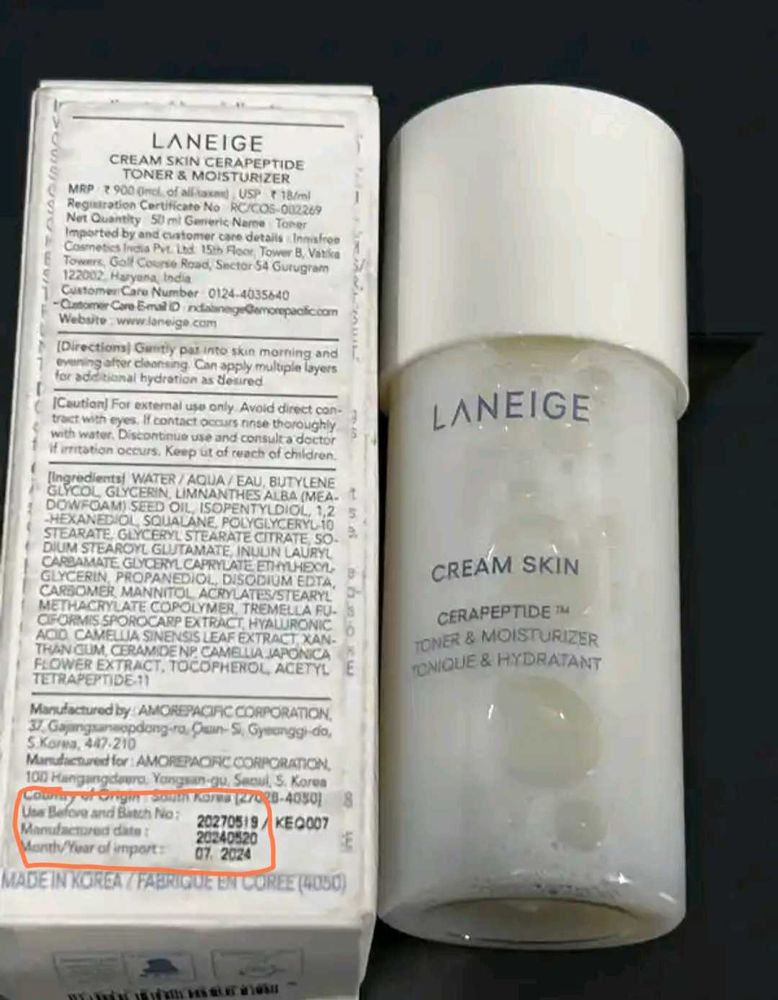 LANEIGE
CREAM SKIN CERAPEPTIDE
TONER & MOISTURIZER
MRP : ₹ 900 (Incl. of all taxes) , USP : ₹ 18/ml
Registration Certificate No : RC/COS-002269
Net Quantity : 50 ml Generic Name : Toner
Imported by and customer care details : Innisfree
Cosmetics India Pvt. Ltd. 15th Floor, Tower B, Vatika
Towers, Golf Course Road, Sector-54 Gurugram
122002, Haryana, India
Customer Care Number : 0124-4035640
Customer Care E-mail ID : indialaneige@amorepacific.com
Website : www.laneige.com
[Directions] Gently pat into skin morning and
evening after cleansing. Can apply multiple layers
for additional hydration as desired.
[Caution] For external use only. Avoid direct con-
tract with eyes. If contact occurs rinse thoroughly
with water. Discontinue use and consult a doctor
if irritation occurs. Keep ut of reach of children.
[Ingredients] WATER / AQUA / EAU, BUTYLENE
GLYCOL, GLYCERIN, LIMNANTHES ALBA (MEA-
DOWFOAM) SEED OIL, ISOPENTYLDIOL, 1,2
-HEXANEDIOL, SQUALANE, POLYGLYCERYL-10
STEARATE, GLYCERYL STEARATE CITRATE, SO-
DIUM STEAROYL GLUTAMATE, INULIN LAURYL
CARBAMATE, GLYCERYL CAPRYLATE, ETHYLHEXYL-
GLYCERIN, PROPANEDIOL, DISODIUM EDTA,
CARBOMER, MANNITOL, ACRYLATES/STEARYL
METHACRYLATE COPOLYMER, TREMELLA FU-
CIFORMIS SPOROCARP EXTRACT, HYALURONIC
ACID, CAMELLIA SINENSIS LEAF EXTRACT, XAN-
THAN GUM, CERAMIDE NP, CAMELLIA JAPONICA
FLOWER EXTRACT, TOCOPHEROL, ACETYL
TETRAPEPTIDE-11
Manufactured by : AMOREPACIFIC CORPORATION,
37, Gajangsaneopdong-ro, Osan- Si, Gyeonggi-do,
S.Korea, 447-210
Manufactured for : AMOREPACIFIC CORPORATION,
100 Hangangdaero, Yongsan-gu, Seoul, S. Korea
Country of Origin : South Korea (27028-4050)
Use Before and Batch No : 20270519 / KEQ007
Manufactured date : 20240520
Month/Year of import : 07. 2024
MADE IN KOREA / FABRIQUÉ EN CORÉE (4050)
LANEIGE
CREAM SKIN
CERAPEPTIDE™
TONER & MOISTURIZER
TONIQUE & HYDRATANT